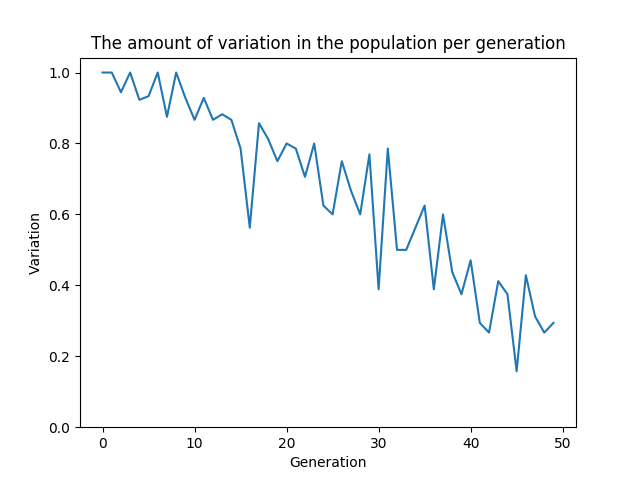 The amount of variation in the population per generation
1.0
0.8
0.6
0.4
0.2
0.0
Variation
0 10 20 30 40 50
Generation